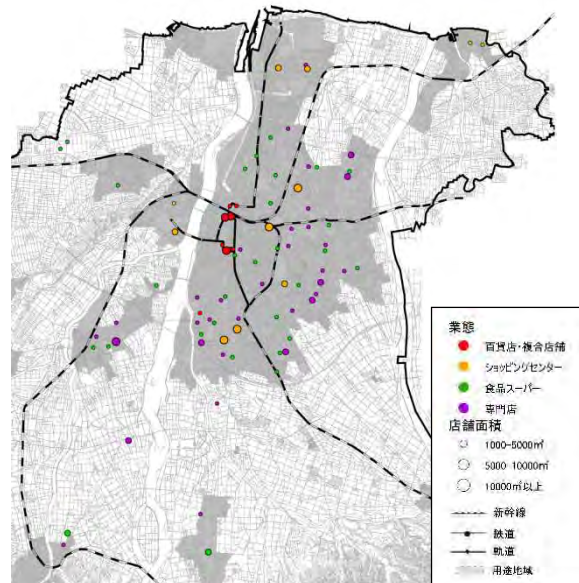 業態
百貨店・複合店舗
ショッピングセンター
食品スーパー
専門店
店舗面積
1000-5000㎡
5000-10000㎡
10000㎡以上
新幹線
鉄道
軌道
用途地域